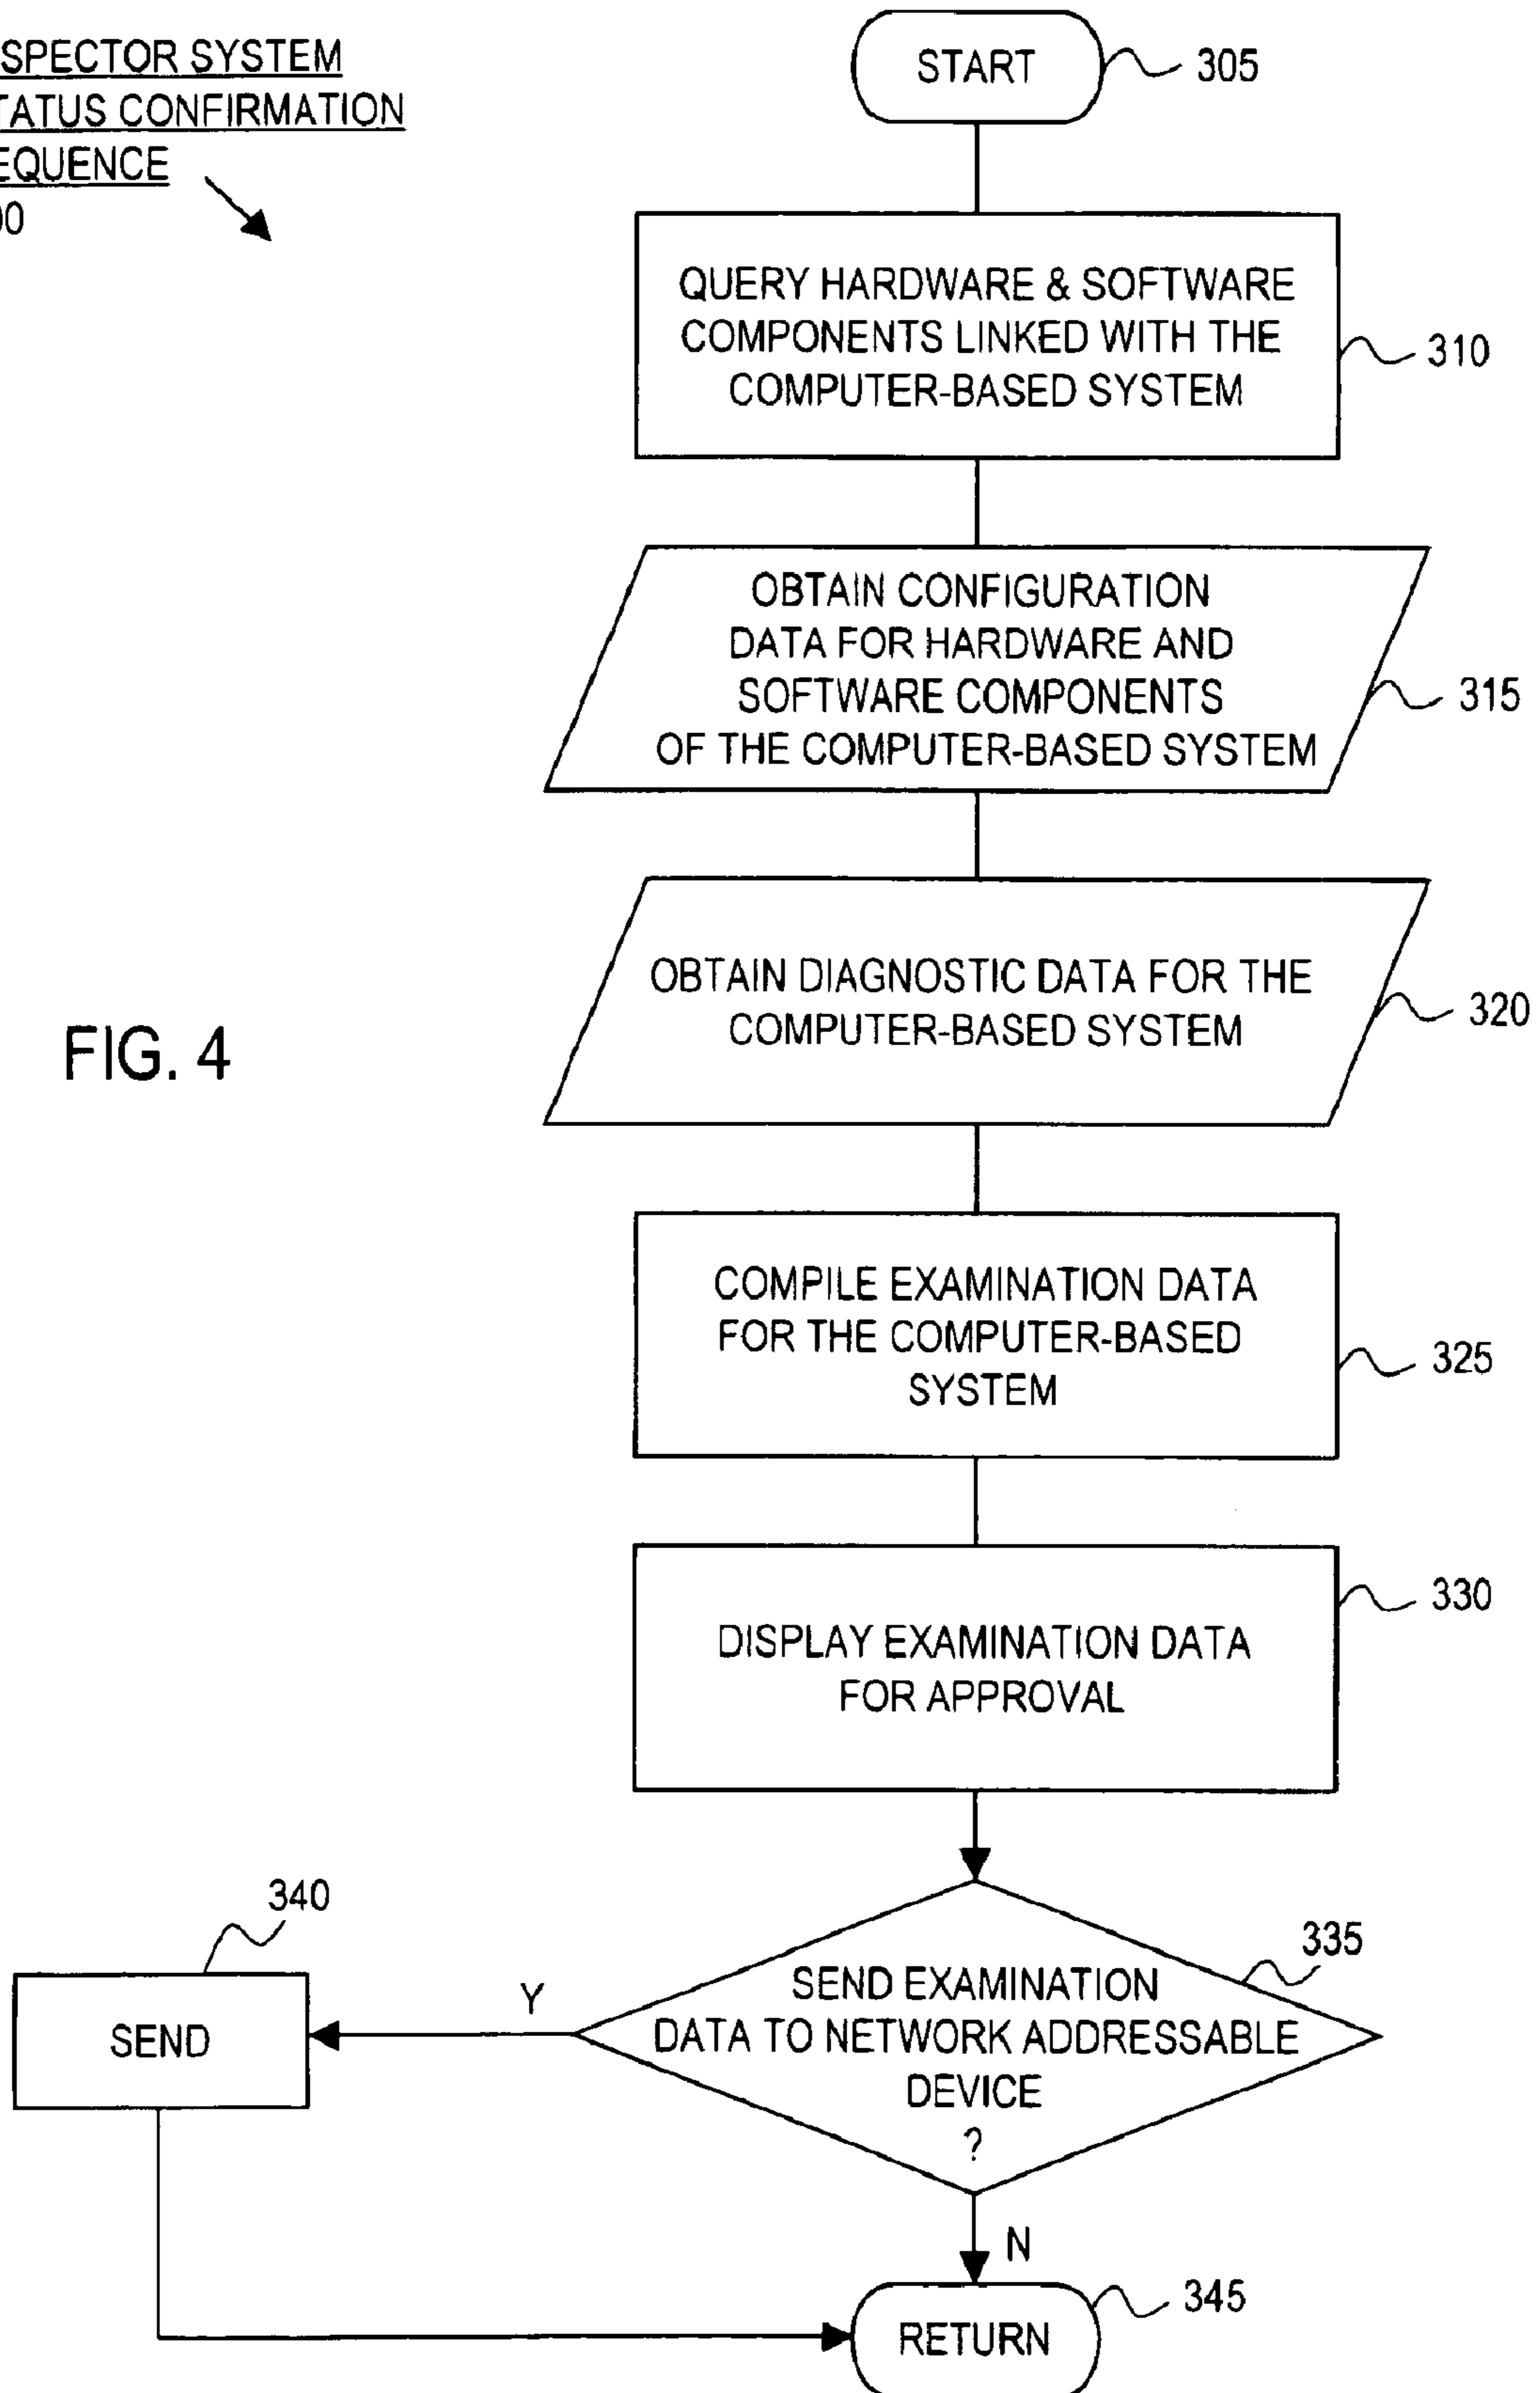 SPECTOR SYSTEM
TATUS CONFIRMATION
EQUENCE
00
START
305
QUERY HARDWARE & SOFTWARE
COMPONENTS LINKED WITH THE
COMPUTER-BASED SYSTEM
310
OBTAIN CONFIGURATION
DATA FOR HARDWARE AND
SOFTWARE COMPONENTS
OF THE COMPUTER-BASED SYSTEM
315
OBTAIN DIAGNOSTIC DATA FOR THE
COMPUTER-BASED SYSTEM
320
FIG. 4
COMPILE EXAMINATION DATA
FOR THE COMPUTER-BASED
SYSTEM
325
DISPLAY EXAMINATION DATA
FOR APPROVAL
330
SEND EXAMINATION
DATA TO NETWORK ADDRESSABLE
DEVICE
?
335
Y
340
SEND
N
RETURN
345